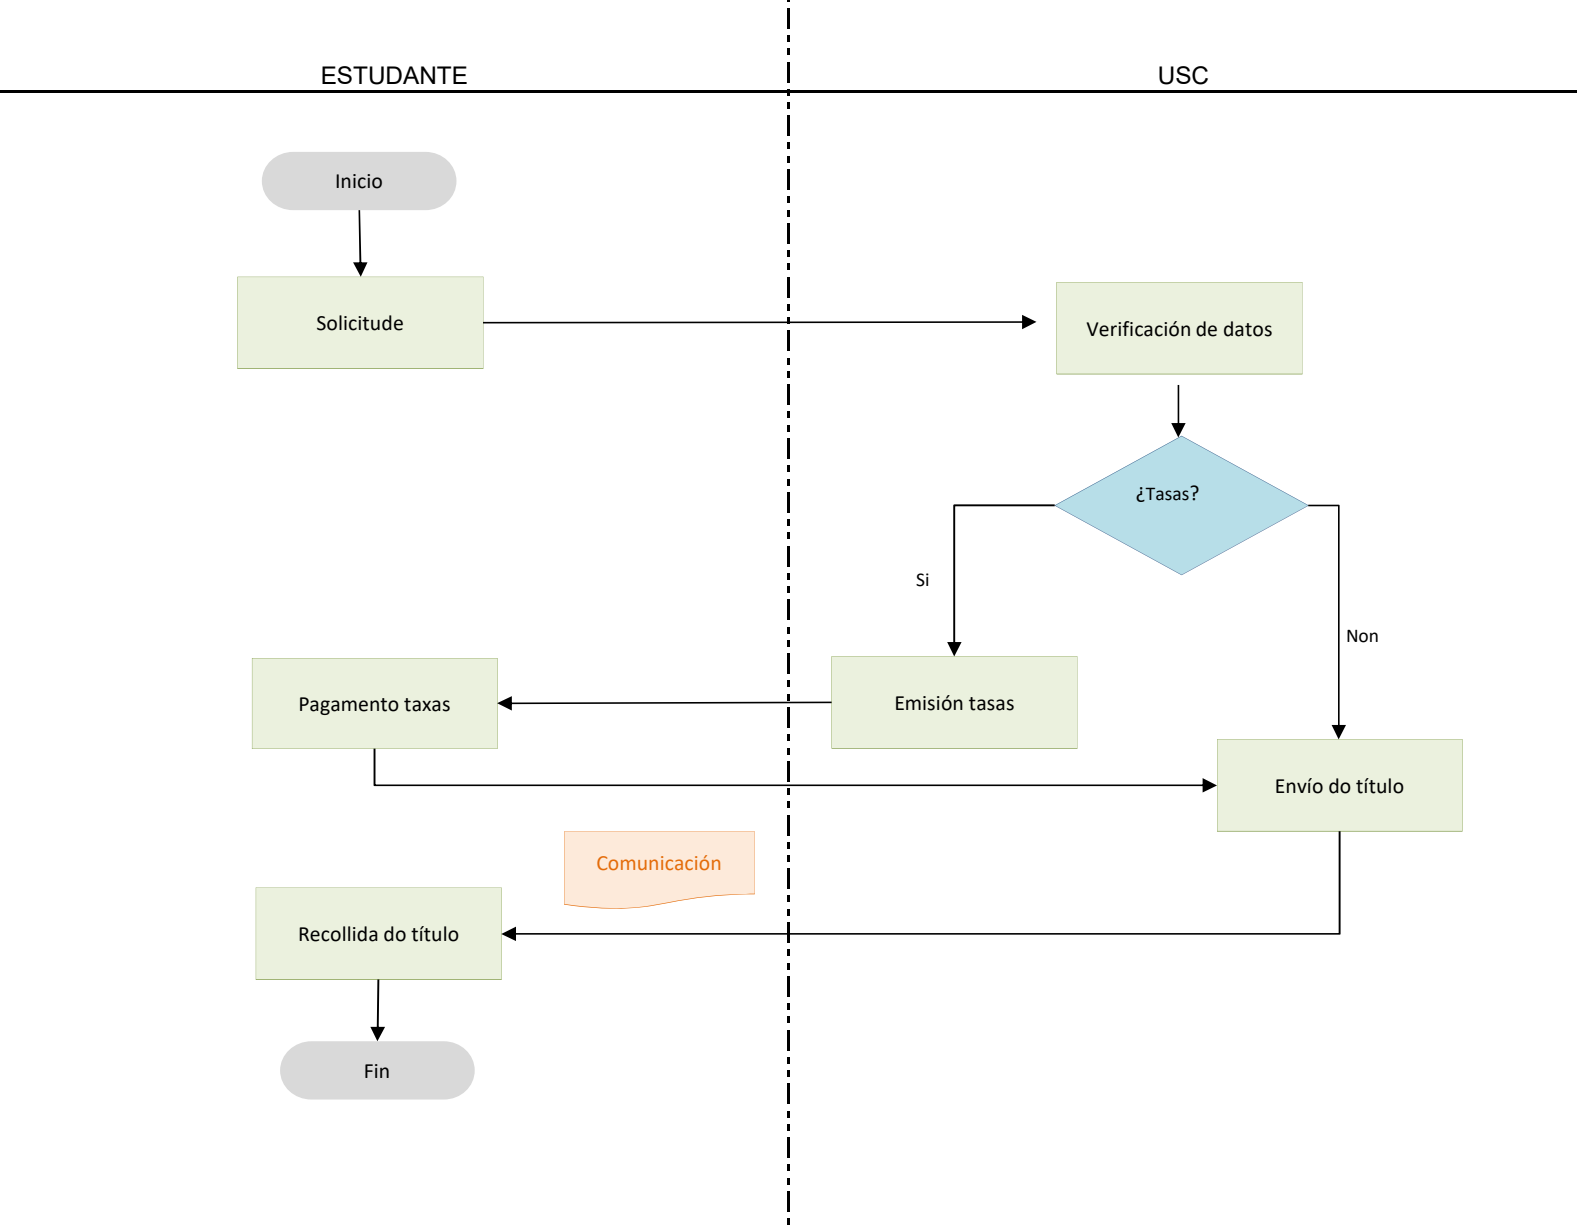 ESTUDANTE
USC
Inicio
Solicitude
Verificación de datos
¿Tasas?
Si
Non
Pagamento taxas
Emisión tasas
Envío do título
Comunicación
Recollida do título
Fin